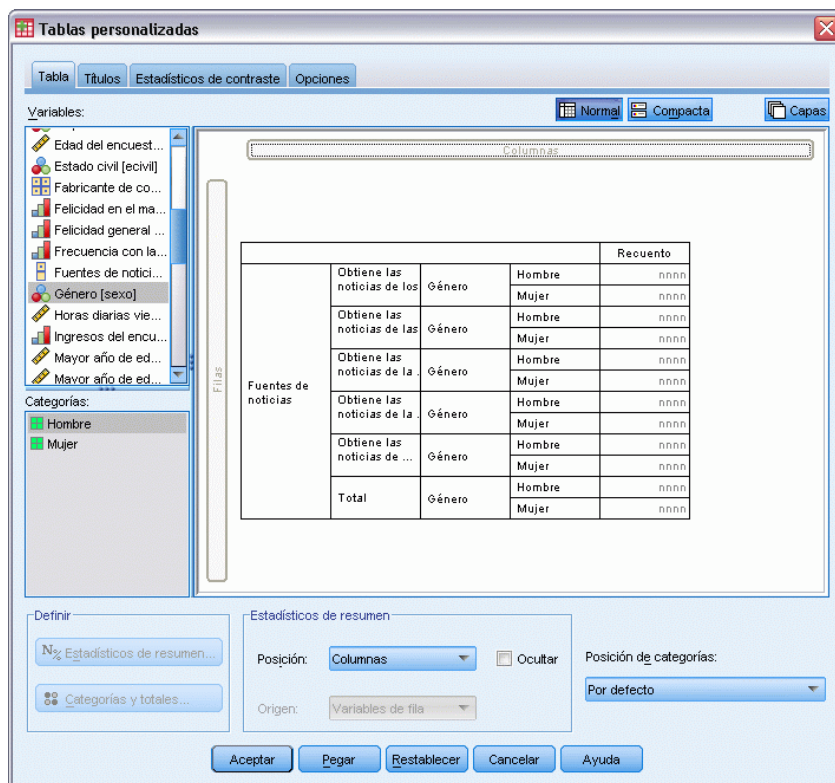 Tablas personalizadas
Tabla
Títulos
Estadísticos de contraste
Opciones
Variables:
Normal
Compacta
Capas
Edad del encuest...
Estado civil [ecivil]
Fabricante de co...
Felicidad en el ma...
Felicidad general ...
Frecuencia con la...
Fuentes de notici...
Género [sexo]
Horas diarias vie...
Ingresos del encu...
Mayor año de ed...
Mayor año de ed...
Categorías:
Hombre
Mujer
Columnas
Filas
Recuento
Fuentes de
noticias
Obtiene las
noticias de los
Género
Hombre
nnnn
Mujer
nnnn
Obtiene las
noticias de las
Género
Hombre
nnnn
Mujer
nnnn
Obtiene las
noticias de la .
Género
Hombre
nnnn
Mujer
nnnn
Obtiene las
noticias de la .
Género
Hombre
nnnn
Mujer
nnnn
Obtiene las
noticias de ...
Género
Hombre
nnnn
Mujer
nnnn
Total
Género
Hombre
nnnn
Mujer
nnnn
Definir
N% Estadísticos de resumen...
Categorías y totales...
Estadísticos de resumen
Posición:
Columnas
Ocultar
Origen:
Variables de fila
Posición de categorías:
Por defecto
Aceptar
Pegar
Restablecer
Cancelar
Ayuda